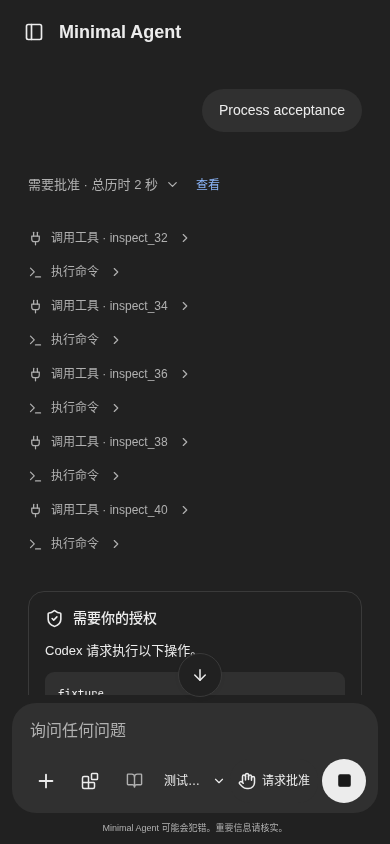 Minimal Agent
Process acceptance
需要批准 · 总历时 2 秒 查看
调用工具 · inspect_32
执行命令
调用工具 · inspect_34
执行命令
调用工具 · inspect_36
执行命令
调用工具 · inspect_38
执行命令
调用工具 · inspect_40
执行命令
需要你的授权
Codex 请求执行以下操作。
fixture
询问任何问题
测试... 请求批准
Minimal Agent 可能会犯错。重要信息请核实。